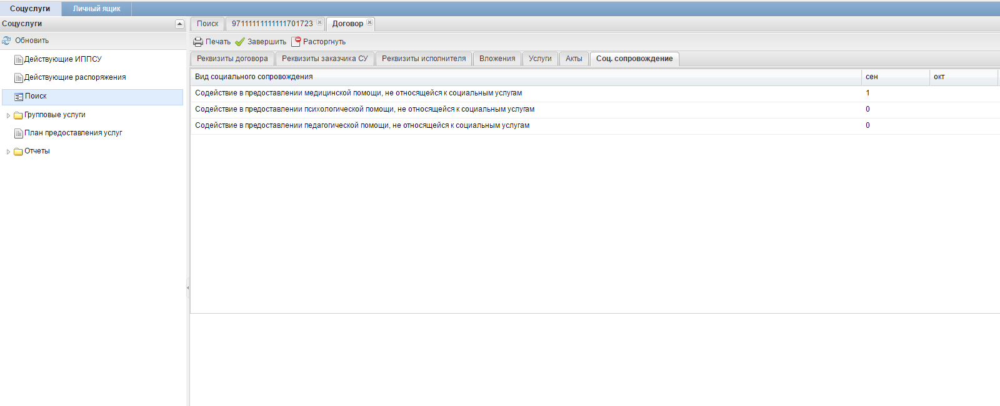 Соцуслуги Личный ящик
Соцуслуги
Обновить
Действующие ИППСУ
Действующие распоряжения
Поиск
Групповые услуги
План предоставления услуг
Отчеты
Поиск 97111111111111701723 Договор
Печать Завершить Расторгнуть
Реквизиты договора Реквизиты заказчика СУ Реквизиты исполнителя Вложения Услуги Акты Соц. сопровождение
Вид социального сопровождения сен окт
Содействие в предоставлении медицинской помощи, не относящейся к социальным услугам 1
Содействие в предоставлении психологической помощи, не относящейся к социальным услугам 0
Содействие в предоставлении педагогической помощи, не относящейся к социальным услугам 0